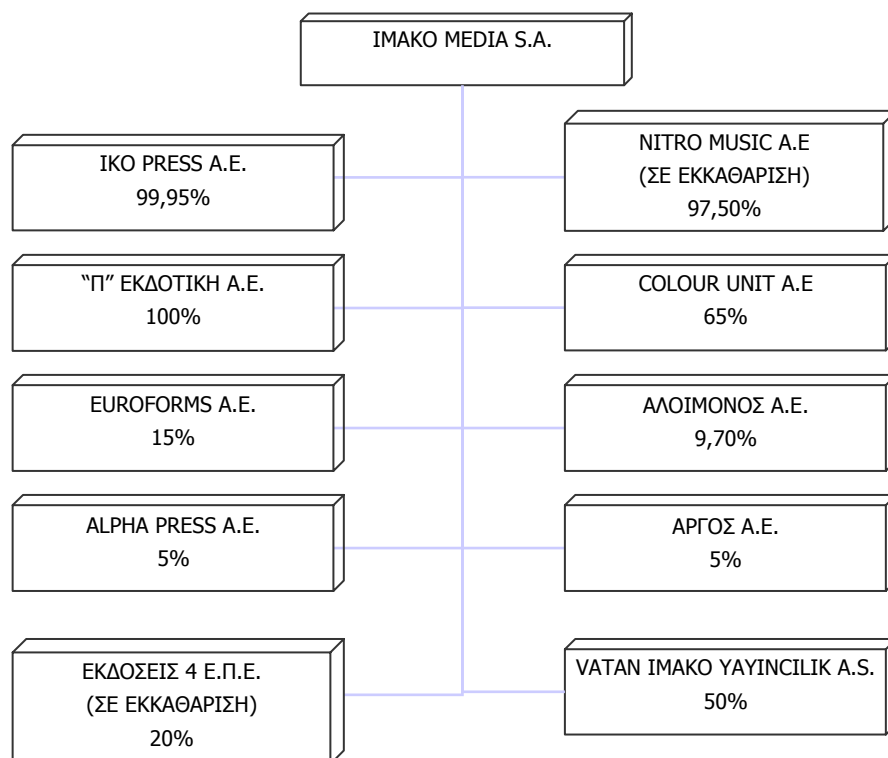 IMAKO MEDIA S.A.
IKO PRESS A.E.
99,95%
NITRO MUSIC A.E
(ΣΕ ΕΚΚΑΘΑΡΙΣΗ)
97,50%
“Π” ΕΚΔΟΤΙΚΗ Α.Ε.
100%
COLOUR UNIT A.E
65%
EUROFORMS A.E.
15%
ΑΛΟΙΜΟΝΟΣ Α.Ε.
9,70%
ALPHA PRESS A.E.
5%
ΑΡΓΟΣ Α.Ε.
5%
ΕΚΔΟΣΕΙΣ 4 Ε.Π.Ε.
(ΣΕ ΕΚΚΑΘΑΡΙΣΗ)
20%
VATAN IMAKO YAYINCILIK A.S.
50%